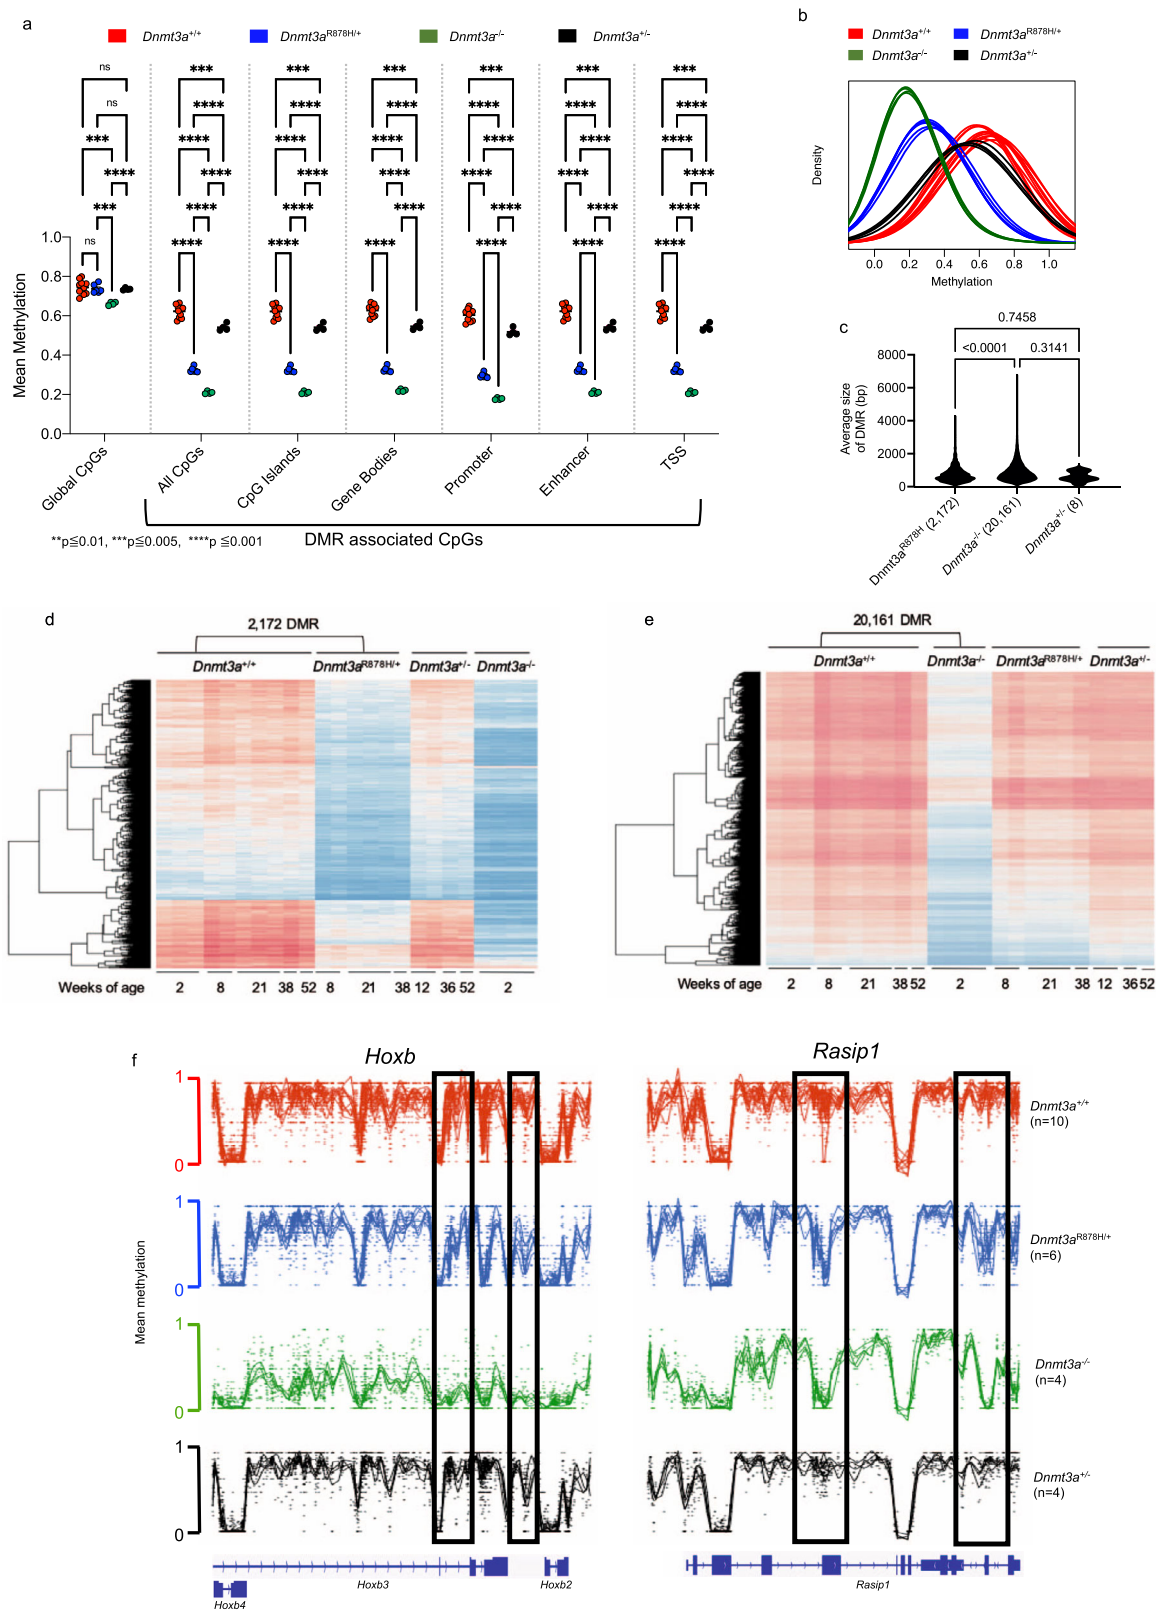 a
Dnmt3a+/+ Dnmt3aR878H/+ Dnmt3a-/- Dnmt3a+/-
ns *** *** *** *** *** ***
ns **** **** **** **** **** ****
*** **** **** **** **** **** ****
**** **** **** **** **** **** ****
*** **** **** **** **** **** ****
ns **** **** **** **** **** ****
1.0
0.8
0.6
0.4
0.2
0.0
Mean Methylation
Global CpGs
All CpGs
CpG Islands
Gene Bodies
Promoter
Enhancer
TSS
**p≦0.01, ***p≦0.005, ****p ≦0.001
DMR associated CpGs
b
Dnmt3a+/+ Dnmt3aR878H/+
Dnmt3a-/- Dnmt3a+/-
Density
0.0 0.2 0.4 0.6 0.8 1.0
Methylation
c
0.7458
<0.0001 0.3141
8000
6000
4000
2000
0
Average size
of DMR (bp)
Dnmt3aR878H (2,172)
Dnmt3a-/- (20,161)
Dnmt3a+/- (8)
d
2,172 DMR
Dnmt3a+/+ Dnmt3aR878H/+ Dnmt3a+/- Dnmt3a-/-
Weeks of age 2 8 21 38 52 8 21 38 12 36 52 2
e
20,161 DMR
Dnmt3a+/+ Dnmt3a-/- Dnmt3aR878H/+ Dnmt3a+/-
Weeks of age 2 8 21 38 52 2 8 21 38 12 36 52
f
Hoxb Rasip1
Mean methylation
1
0
Dnmt3a+/+
(n=10)
1
0
Dnmt3aR878H/+
(n=6)
1
0
Dnmt3a-/-
(n=4)
1
0
Dnmt3a+/-
(n=4)
Hoxb3 Hoxb2 Rasip1
Hoxb4